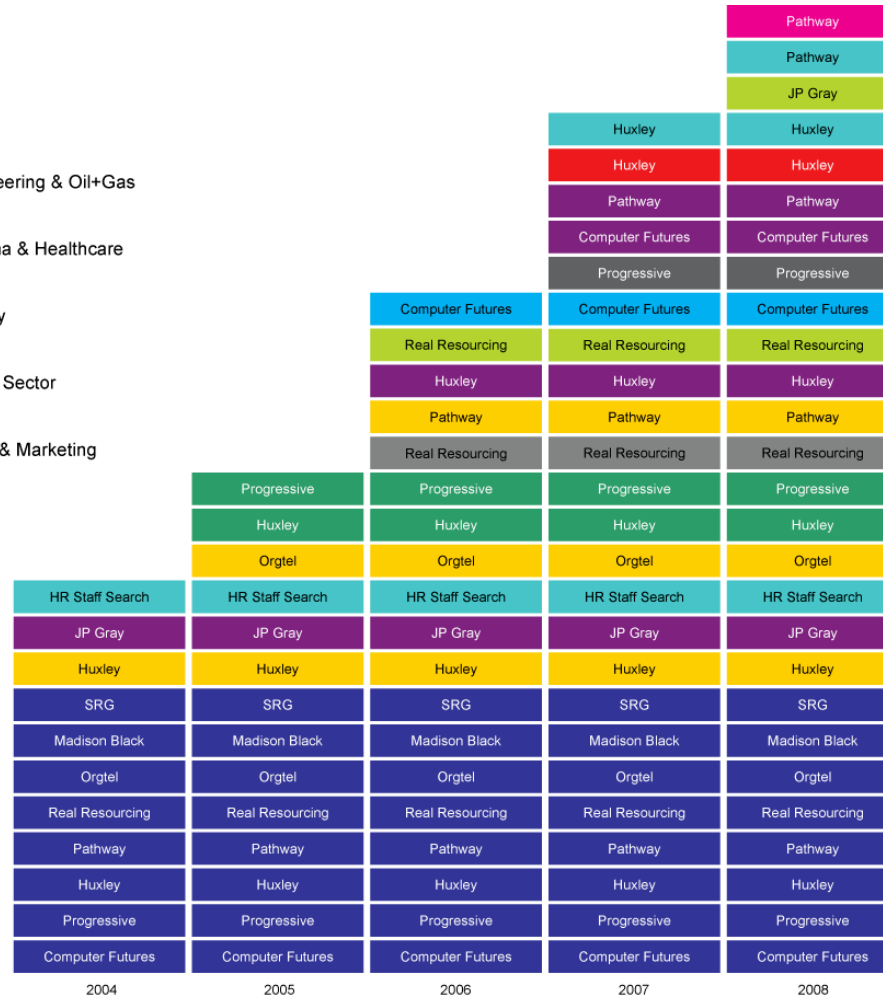 Pathway
Pathway
JP Gray
Huxley Huxley
Huxley Huxley
eering & Oil+Gas
Pathway Pathway
Computer Futures Computer Futures
a & Healthcare
Progressive Progressive
Computer Futures Computer Futures Computer Futures
y
Real Resourcing Real Resourcing Real Resourcing
Huxley Huxley Huxley
Sector
Pathway Pathway Pathway
& Marketing
Real Resourcing Real Resourcing Real Resourcing
Progressive Progressive Progressive Progressive
Huxley Huxley Huxley Huxley
Orgtel Orgtel Orgtel Orgtel
HR Staff Search HR Staff Search HR Staff Search HR Staff Search HR Staff Search
JP Gray JP Gray JP Gray JP Gray JP Gray
Huxley Huxley Huxley Huxley Huxley
SRG SRG SRG SRG SRG
Madison Black Madison Black Madison Black Madison Black Madison Black
Orgtel Orgtel Orgtel Orgtel Orgtel
Real Resourcing Real Resourcing Real Resourcing Real Resourcing Real Resourcing
Pathway Pathway Pathway Pathway Pathway
Huxley Huxley Huxley Huxley Huxley
Progressive Progressive Progressive Progressive Progressive
Computer Futures Computer Futures Computer Futures Computer Futures Computer Futures
2004 2005 2006 2007 2008